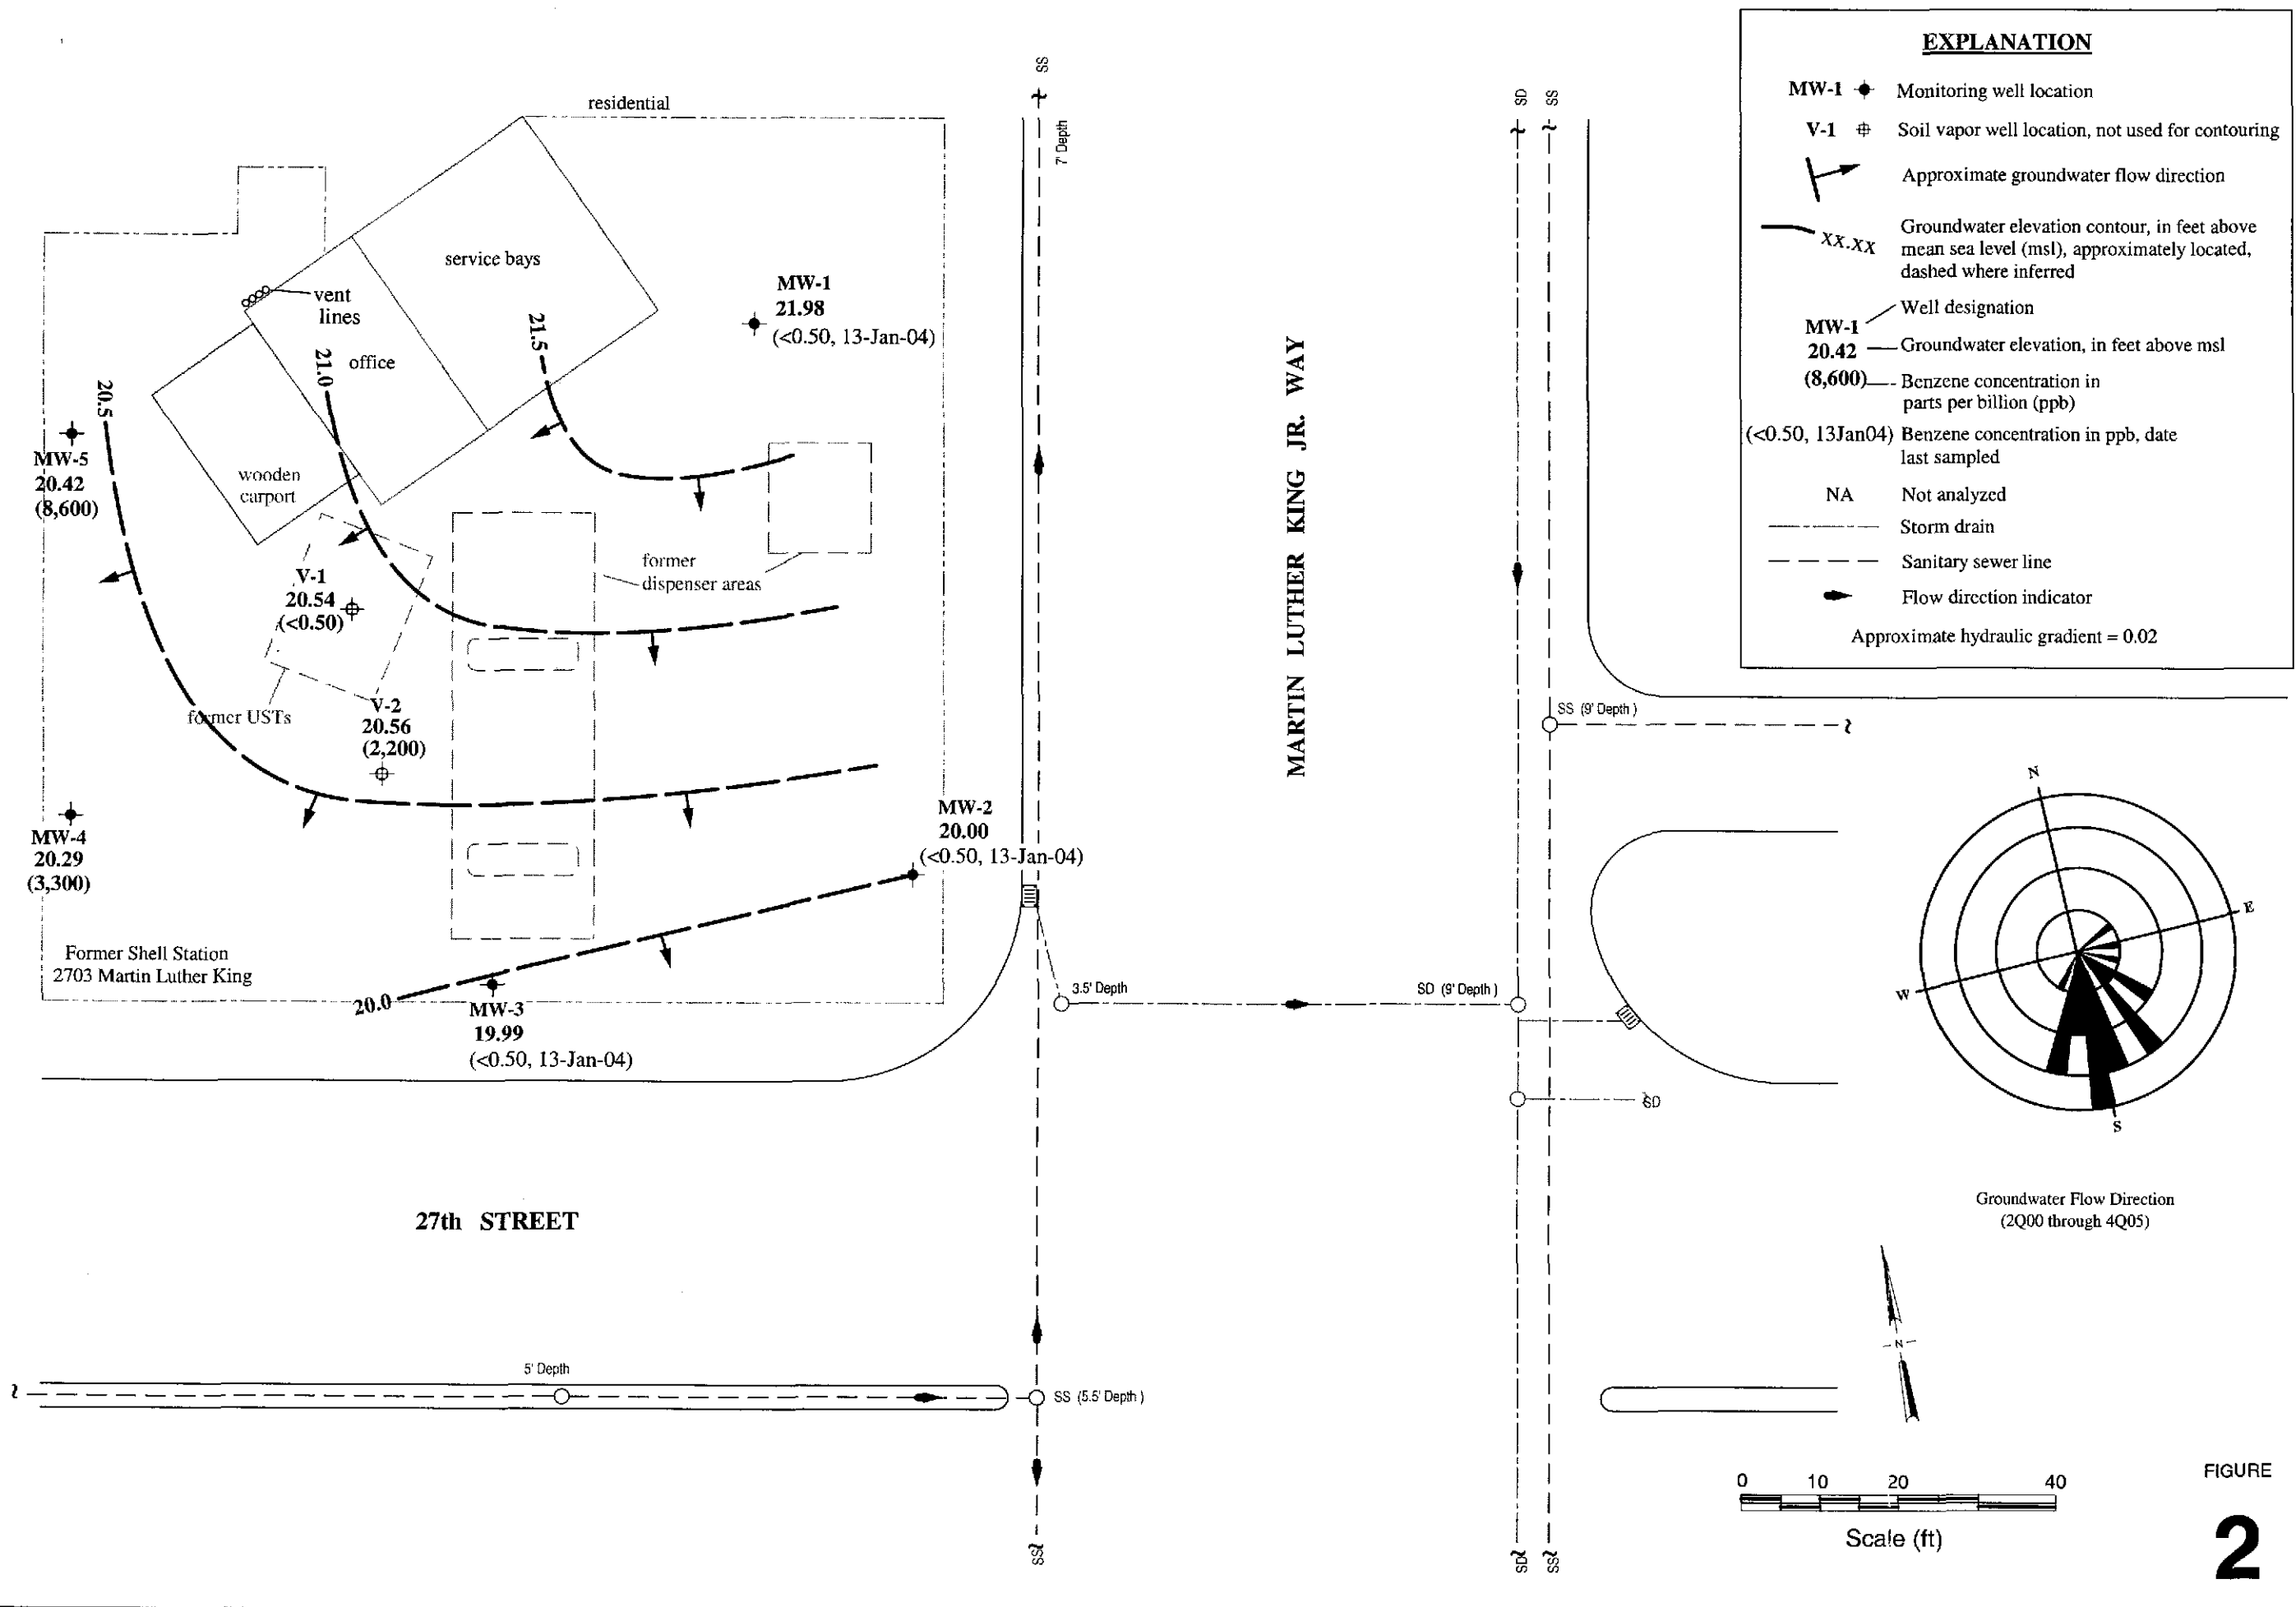 EXPLANATION
MW-1 Monitoring well location
V-1 Soil vapor well location, not used for contouring
Approximate groundwater flow direction
XX.XX
Groundwater elevation contour, in feet above
mean sea level (msl), approximately located,
dashed where inferred
Well designation
MW-1
20.42 Groundwater elevation, in feet above msl
(8,600) Benzene concentration in
parts per billion (ppb)
(<0.50, 13Jan04) Benzene concentration in ppb, date
last sampled
NA Not analyzed
Storm drain
Sanitary sewer line
Flow direction indicator
Approximate hydraulic gradient = 0.02
residential
service bays
vent
lines
office
wooden
carport
21.5
21.0
20.5
20.0
MW-1
21.98
(<0.50, 13-Jan-04)
MW-5
20.42
(8,600)
V-1
20.54
(<0.50)
former
dispenser areas
former USTs
V-2
20.56
(2,200)
MW-4
20.29
(3,300)
MW-2
20.00
(<0.50, 13-Jan-04)
Former Shell Station
2703 Martin Luther King
MW-3
19.99
(<0.50, 13-Jan-04)
SS
7' Depth
SD
SS
MARTIN LUTHER KING JR. WAY
SS (9' Depth )
3.5' Depth
SD (9' Depth )
SD
27th STREET
5' Depth
SS (5.5' Depth )
SS
SD
SS
N
E
W
S
Groundwater Flow Direction
(2Q00 through 4Q05)
N
0 10 20 40
Scale (ft)
FIGURE
2